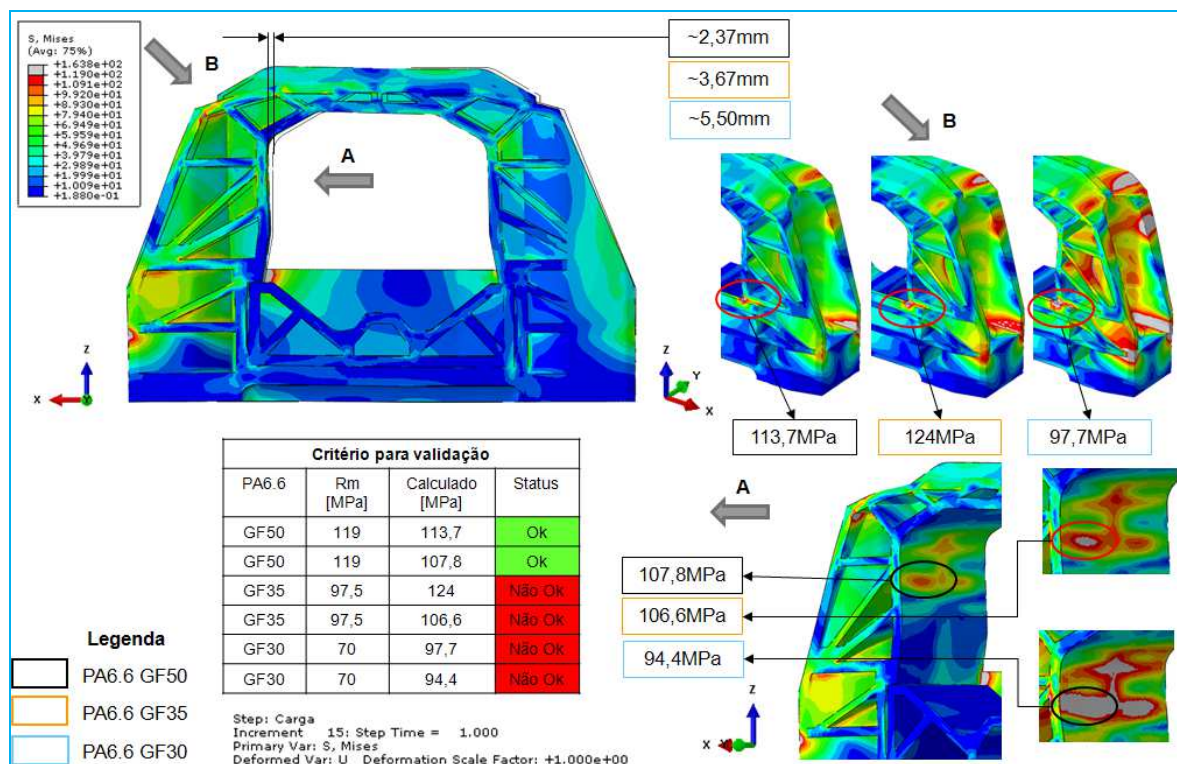 S, Mises
(Avg: 75%)
+1.638e+02
+1.190e+02
+1.091e+02
+9.920e+01
+8.930e+01
+7.940e+01
+6.949e+01
+5.959e+01
+4.969e+01
+3.979e+01
+2.989e+01
+1.999e+01
+1.009e+01
+1.880e-01
B
A
~2,37mm
~3,67mm
~5,50mm
B
Z
X
Y
Z
Y
X
113,7MPa
124MPa
97,7MPa
Critério para validação
PA6.6 Rm [MPa] Calculado [MPa] Status
GF50 119 113,7 Ok
GF50 119 107,8 Ok
GF35 97,5 124 Não Ok
GF35 97,5 106,6 Não Ok
GF30 70 97,7 Não Ok
GF30 70 94,4 Não Ok
A
107,8MPa
106,6MPa
94,4MPa
Z
X
Legenda
PA6.6 GF50
PA6.6 GF35
PA6.6 GF30
Step: Carga
Increment 15: Step Time = 1.000
Primary Var: S, Mises
Deformed Var: U Deformation Scale Factor: +1.000e+00